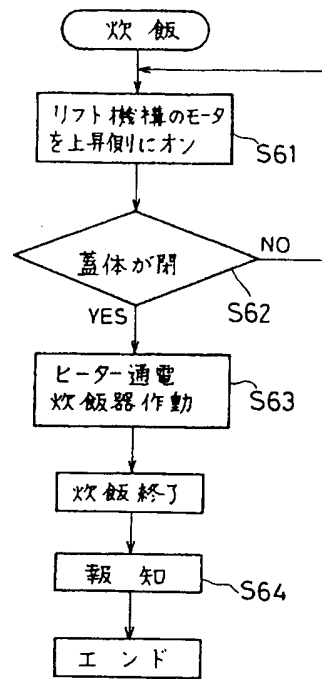 炊飯
リフト機構のモータ
を上昇側にオン
S61
蓋体が閉
NO
S62
YES
ヒーター通電
炊飯器作動
S63
炊飯終了
報知
S64
エンド